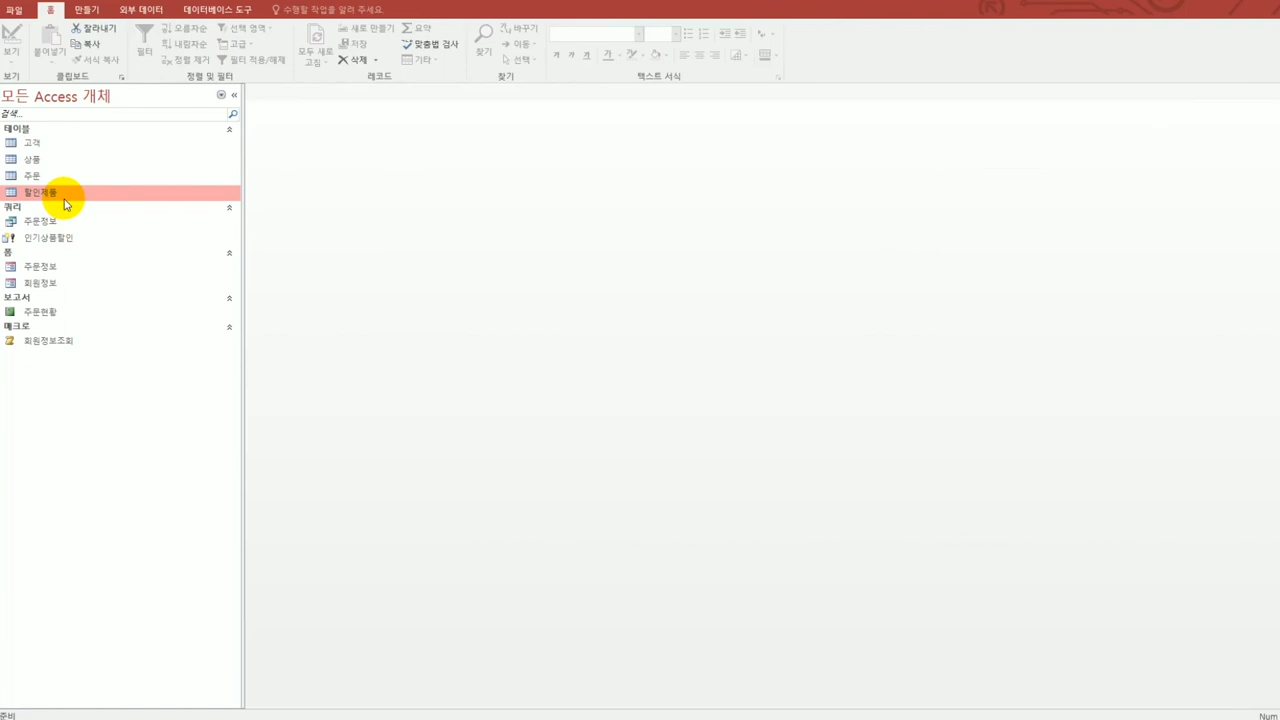 파일 홈 만들기 외부 데이터 데이터베이스 도구 수행할 작업을 알려 주세요.
잘라내기 오름차순 선택 영역 새로 만들기 요약 바꾸기
보기 붙여넣기 복사 필터 내림차순 고급 모두 새로 고침 저장 맞춤법 검사 찾기 이동
서식 복사 정렬 제거 필터 적용/해제 삭제 기타 선택 가 가 가
보기 클립보드 정렬 및 필터 레코드 찾기 텍스트 서식
모든 Access 개체
검색...
테이블
고객
상품
주문
할인제품
쿼리
주문정보
인기상품할인
폼
주문정보
회원정보
보고서
주문현황
매크로
회원정보조회
준비 Num